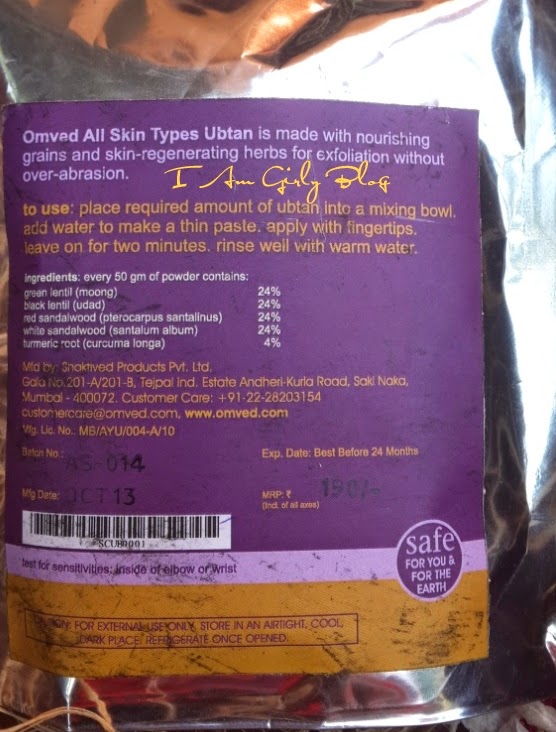 Omved All Skin Types Ubtan is made with nourishing
grains and skin-regenerating herbs for exfoliation without
over-abrasion.
I Am Girly Blog
to use: place required amount of ubtan into a mixing bowl.
add water to make a thin paste. apply with fingertips.
leave on for two minutes. rinse well with warm water.
ingredients: every 50 gm of powder contains:
green lentil (moong) 24%
black lentil (udad) 24%
red sandalwood (pterocarpus santalinus) 24%
white sandalwood (santalum album) 24%
turmeric root (curcuma longa) 4%
Mfd by: Shaktived Products Pvt. Ltd.
Gala No.201-A/201-B, Tejpal Ind. Estate Andheri-Kurla Road, Saki Naka,
Mumbai - 400072. Customer Care: +91-22-28203154
customercare@omved.com, www.omved.com
Mfg. Lic. No.: MB/AYU/004-A/10
Batch No.: AS-014
Exp. Date: Best Before 24 Months
Mfg Date: OCT 13
MRP: ₹ 190/-
(Incl. of all axes)
test for sensitivities: inside of elbow or wrist
safe
FOR YOU &
FOR THE
EARTH
CAUTION: FOR EXTERNAL USE ONLY. STORE IN AN AIRTIGHT, COOL,
DARK PLACE. REFRIGERATE ONCE OPENED.